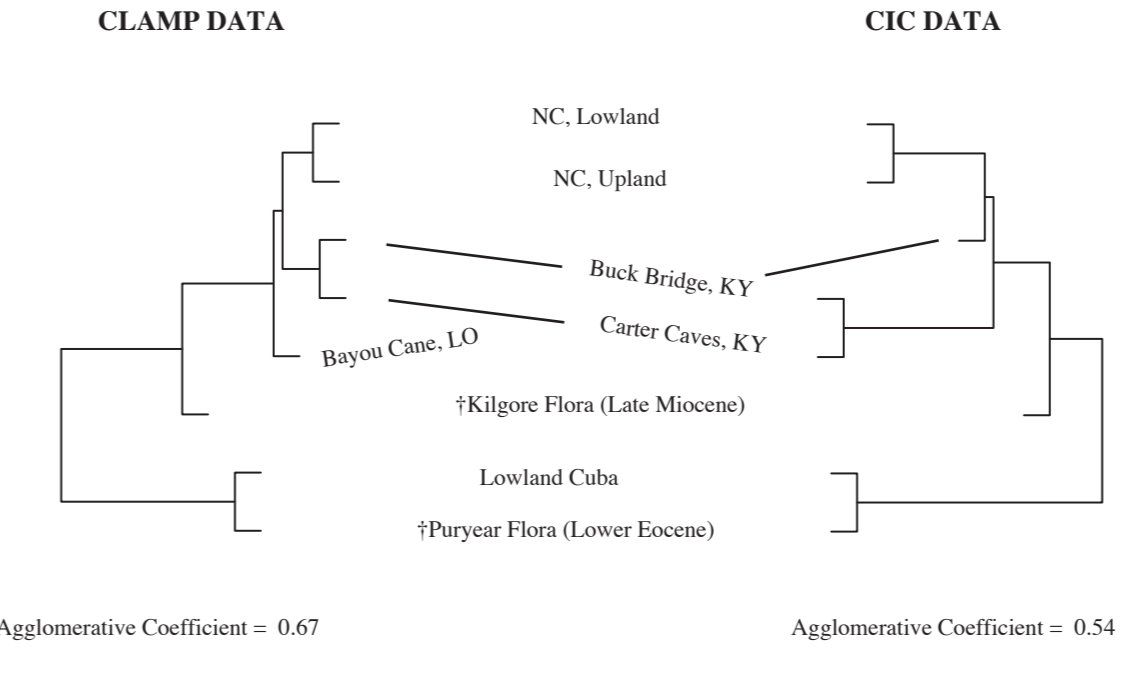 CLAMP DATA
CIC DATA
NC, Lowland
NC, Upland
Buck Bridge, KY
Carter Caves, KY
Bayou Cane, LO
†Kilgore Flora (Late Miocene)
Lowland Cuba
†Puryear Flora (Lower Eocene)
Agglomerative Coefficient = 0.67
Agglomerative Coefficient = 0.54